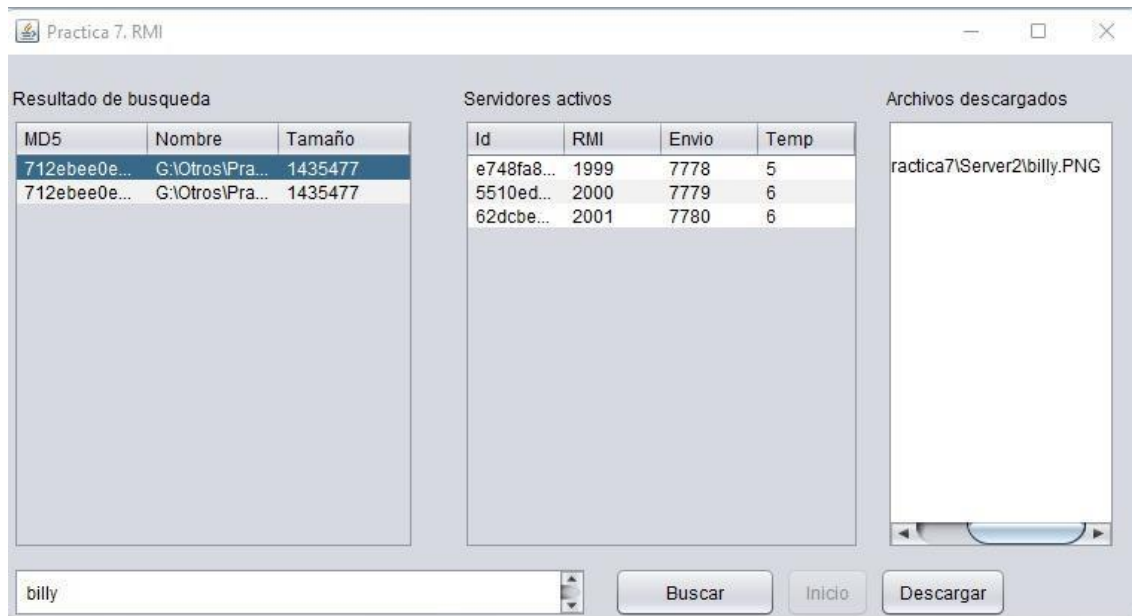 Practica 7. RMI
Resultado de busqueda
MD5 Nombre Tamaño
712ebee0e... G:\Otros\Pra... 1435477
712ebee0e... G:\Otros\Pra... 1435477
Servidores activos
Id RMI Envio Temp
e748fa8... 1999 7778 5
5510ed... 2000 7779 6
62dcbe... 2001 7780 6
Archivos descargados
ractica7\Server2\billy.PNG
billy
Buscar
Inicio
Descargar